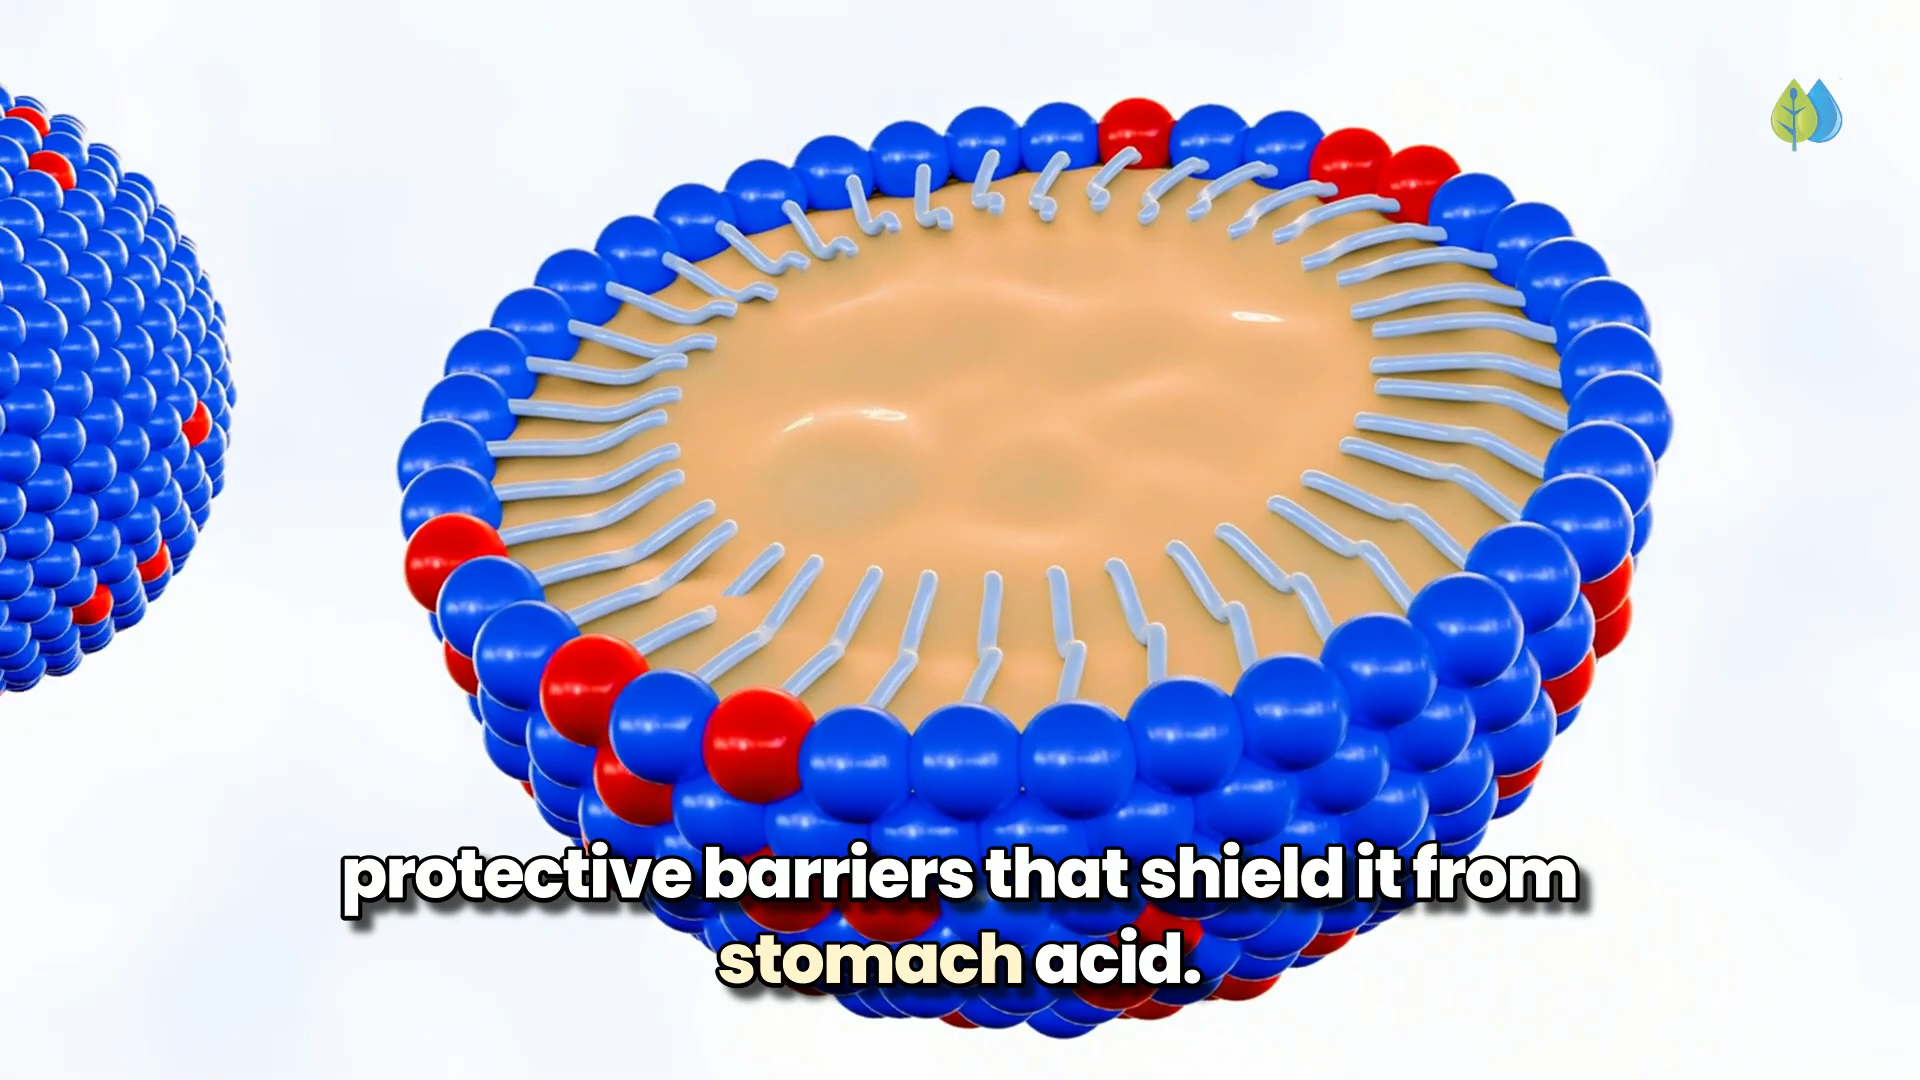 protective barriers that shield it from
stomach acid.